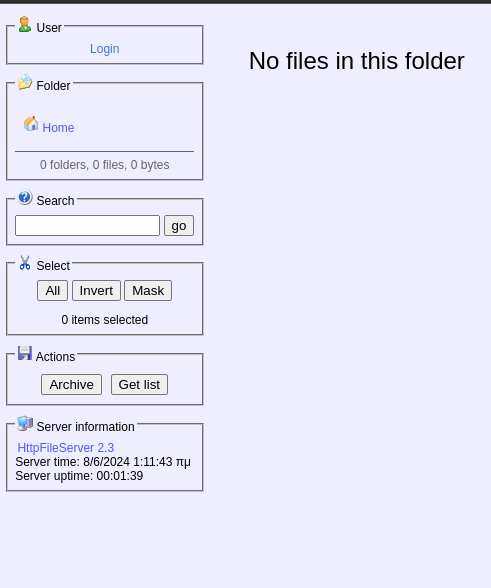 User
Login
No files in this folder
Folder
Home
0 folders, 0 files, 0 bytes
Search
go
Select
All Invert Mask
0 items selected
Actions
Archive Get list
Server information
HttpFileServer 2.3
Server time: 8/6/2024 1:11:43 πμ
Server uptime: 00:01:39